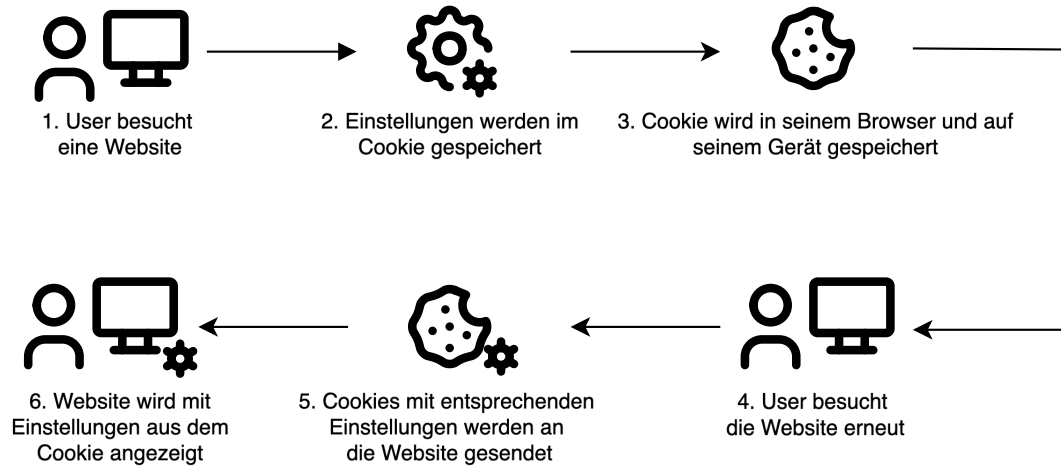 1. User besucht
eine Website
2. Einstellungen werden im
Cookie gespeichert
3. Cookie wird in seinem Browser und auf
seinem Gerät gespeichert
4. User besucht
die Website erneut
5. Cookies mit entsprechenden
Einstellungen werden an
die Website gesendet
6. Website wird mit
Einstellungen aus dem
Cookie angezeigt